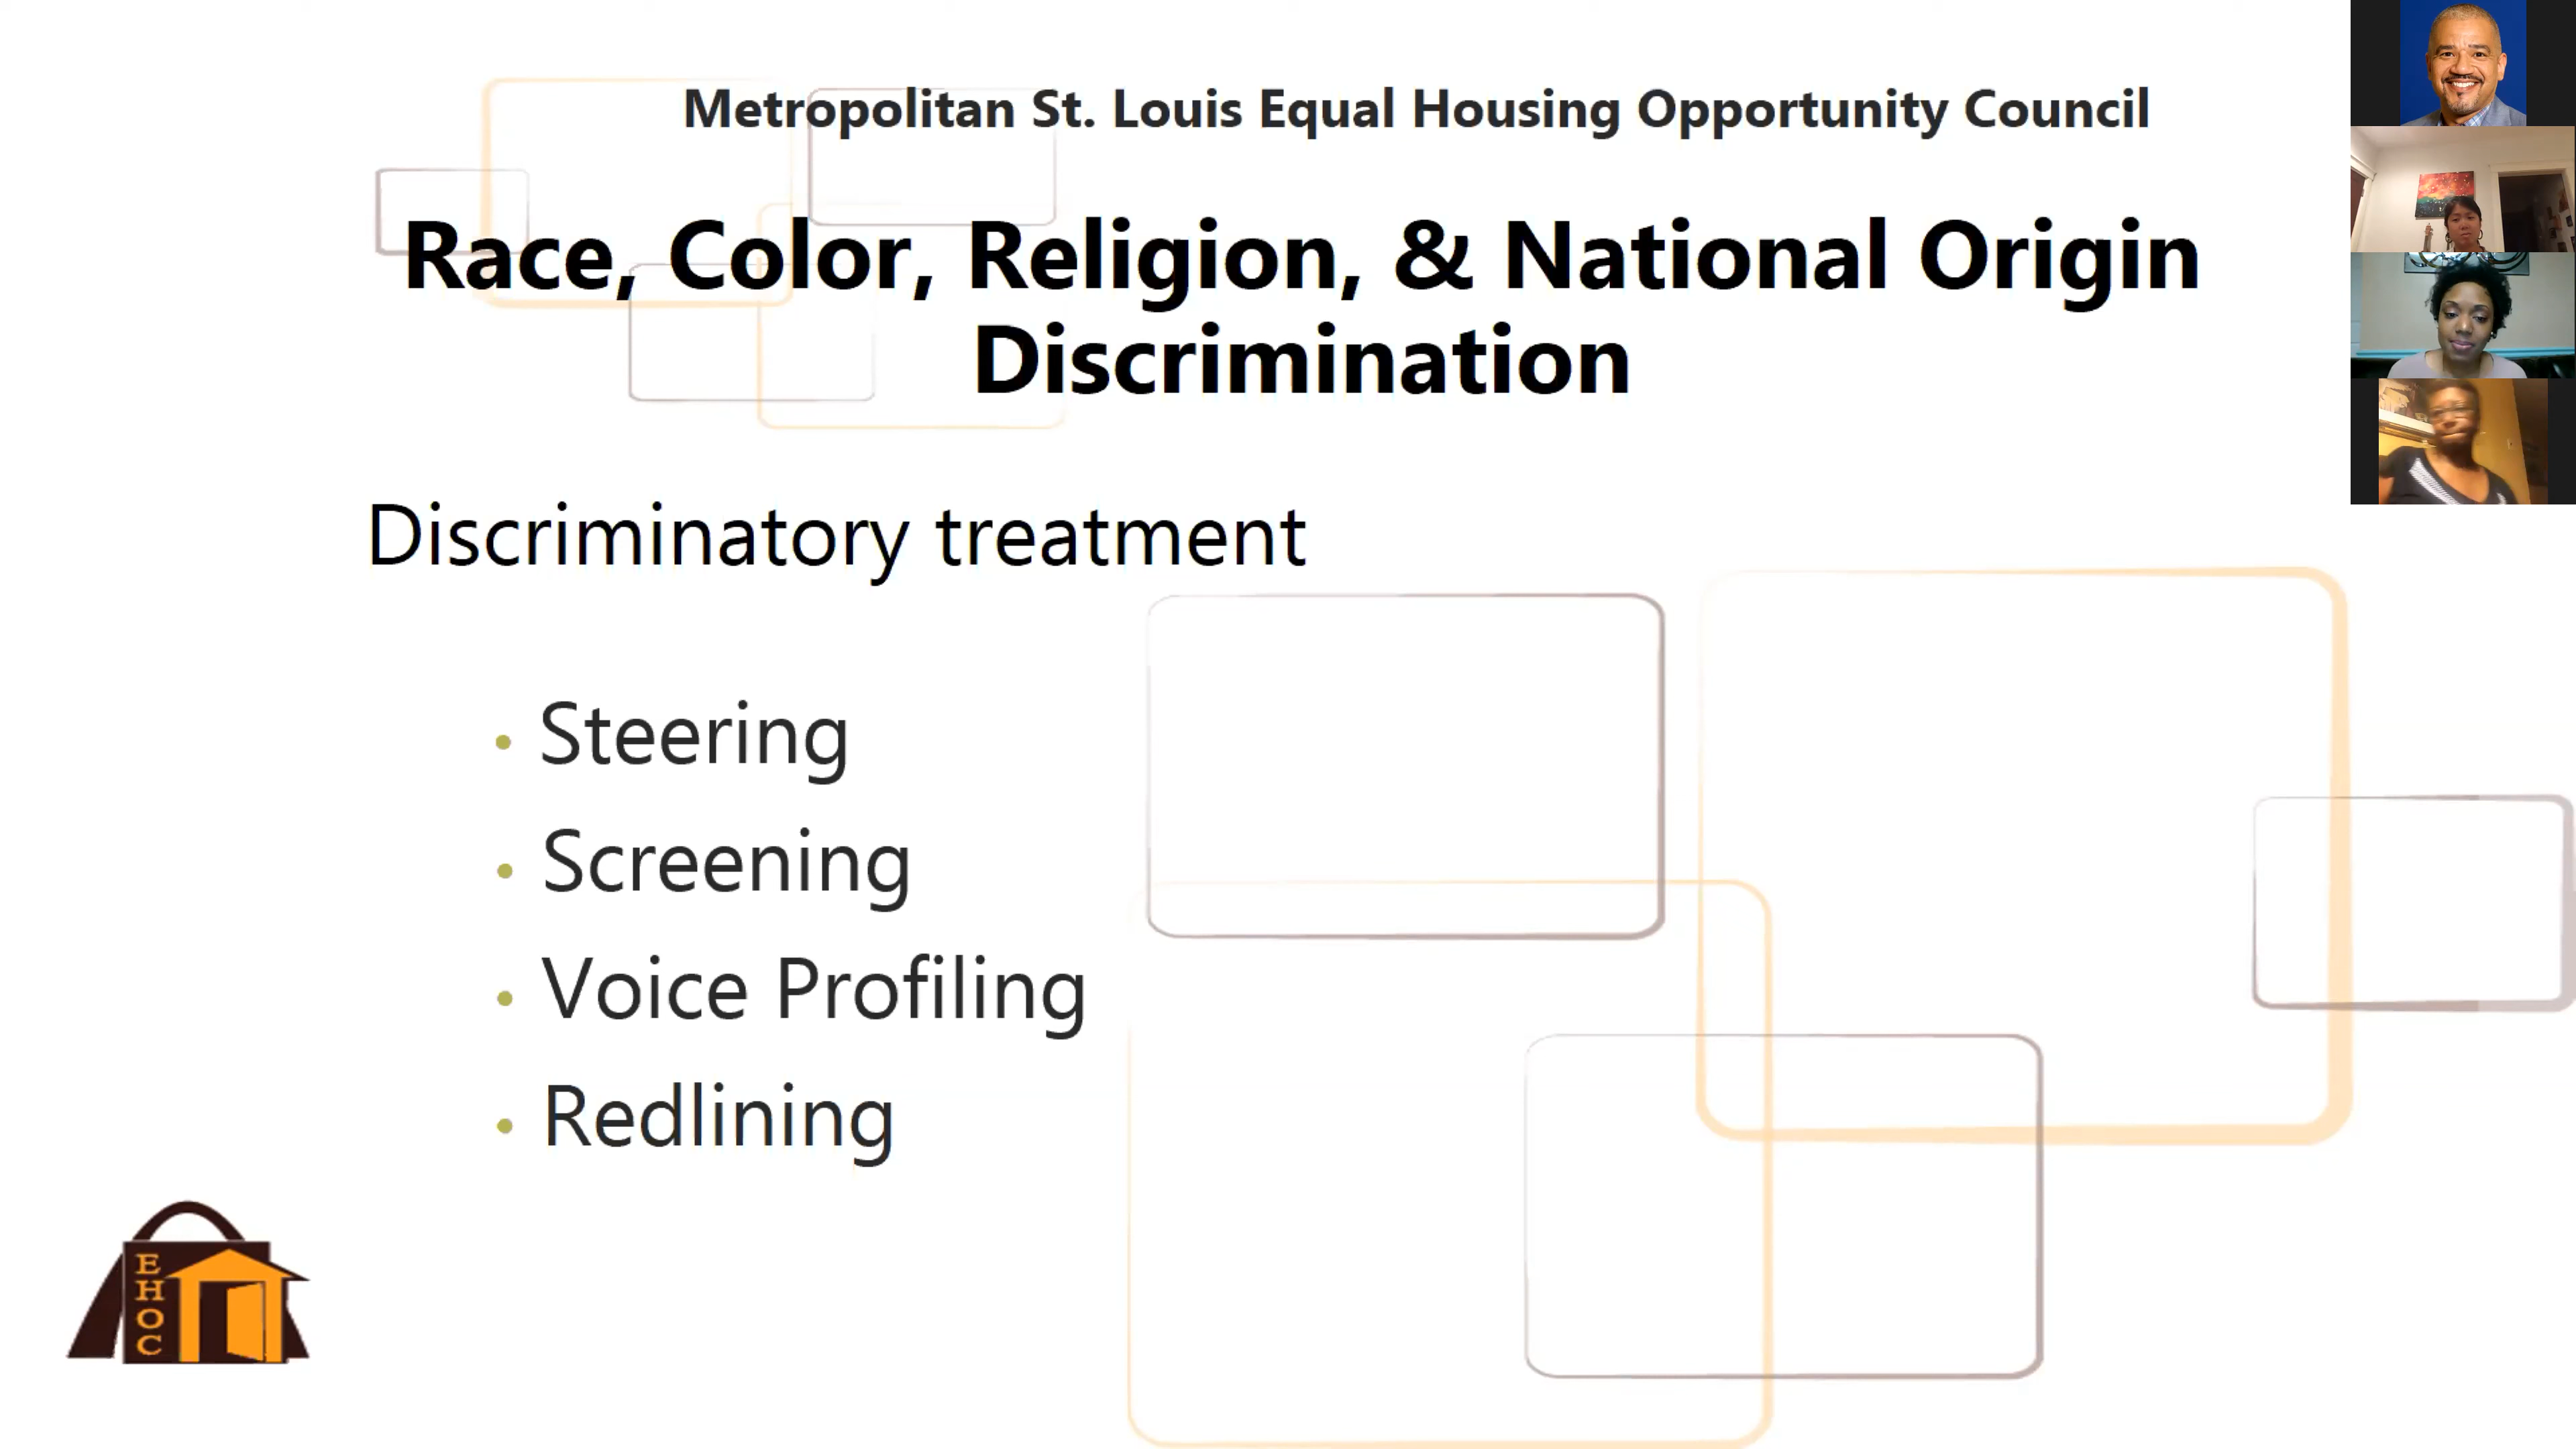 Metropolitan St. Louis Equal Housing Opportunity Council
Race, Color, Religion, & National Origin
Discrimination
Discriminatory treatment
• Steering
• Screening
• Voice Profiling
• Redlining
E
H
O
C